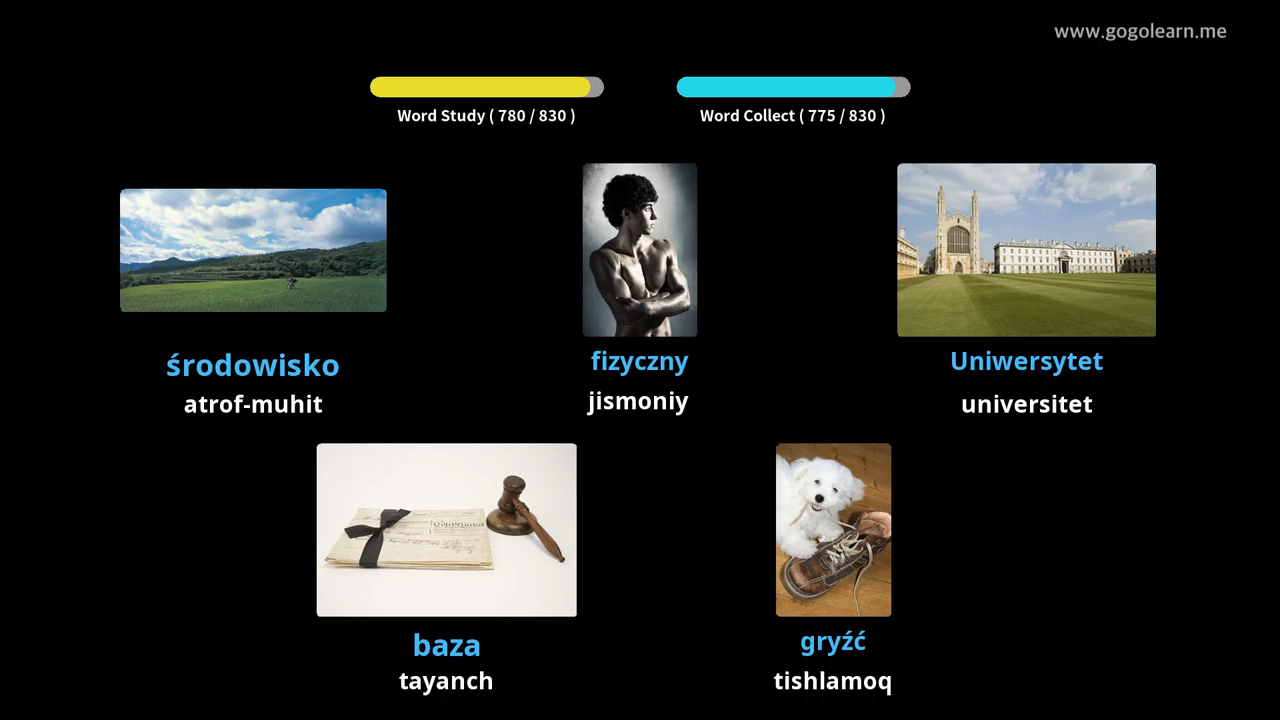 www.gogolearn.me
Word Study ( 780 / 830 )
Word Collect ( 775 / 830 )
środowisko
atrof-muhit
fizyczny
jismoniy
Uniwersytet
universitet
baza
tayanch
gryźć
tishlamoq